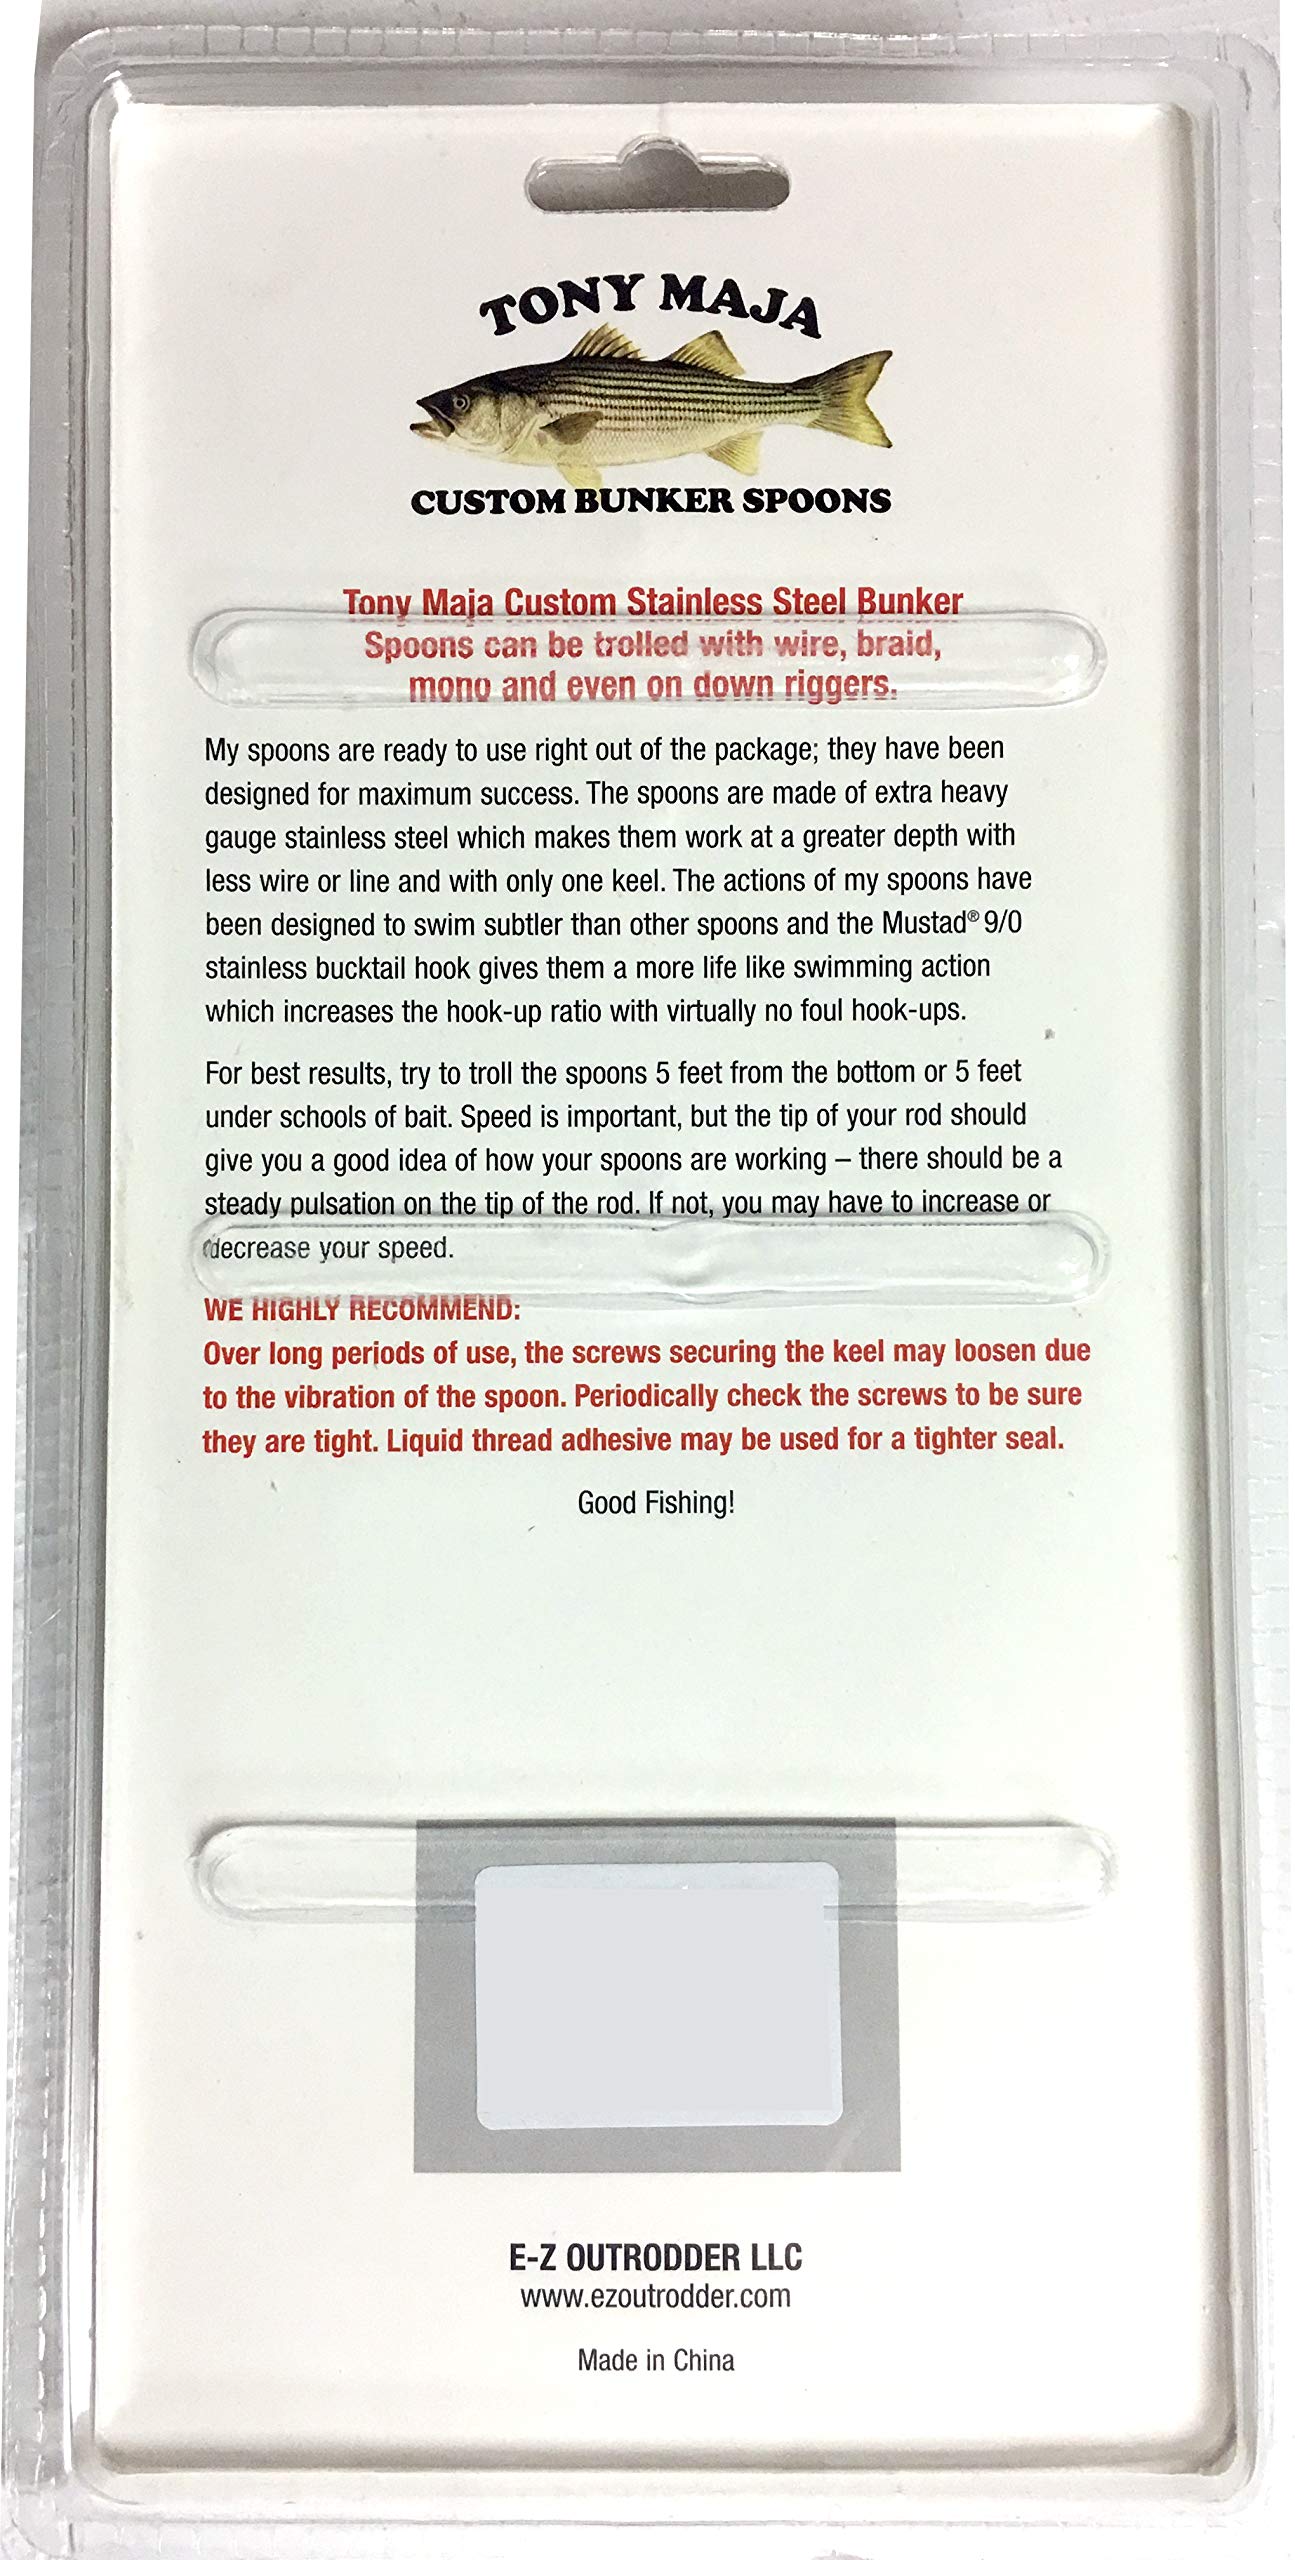 TONY MAJA
CUSTOM BUNKER SPOONS
Tony Maja Custom Stainless Steel Bunker
Spoons can be trolled with wire, braid,
mono and even on down riggers.
My spoons are ready to use right out of the package; they have been
designed for maximum success. The spoons are made of extra heavy
gauge stainless steel which makes them work at a greater depth with
less wire or line and with only one keel. The actions of my spoons have
been designed to swim subtler than other spoons and the Mustad® 9/0
stainless bucktail hook gives them a more life like swimming action
which increases the hook-up ratio with virtually no foul hook-ups.
For best results, try to troll the spoons 5 feet from the bottom or 5 feet
under schools of bait. Speed is important, but the tip of your rod should
give you a good idea of how your spoons are working – there should be a
steady pulsation on the tip of the rod. If not, you may have to increase or
decrease your speed.
WE HIGHLY RECOMMEND:
Over long periods of use, the screws securing the keel may loosen due
to the vibration of the spoon. Periodically check the screws to be sure
they are tight. Liquid thread adhesive may be used for a tighter seal.
Good Fishing!
E-Z OUTRODDER LLC
www.ezoutrodder.com
Made in China